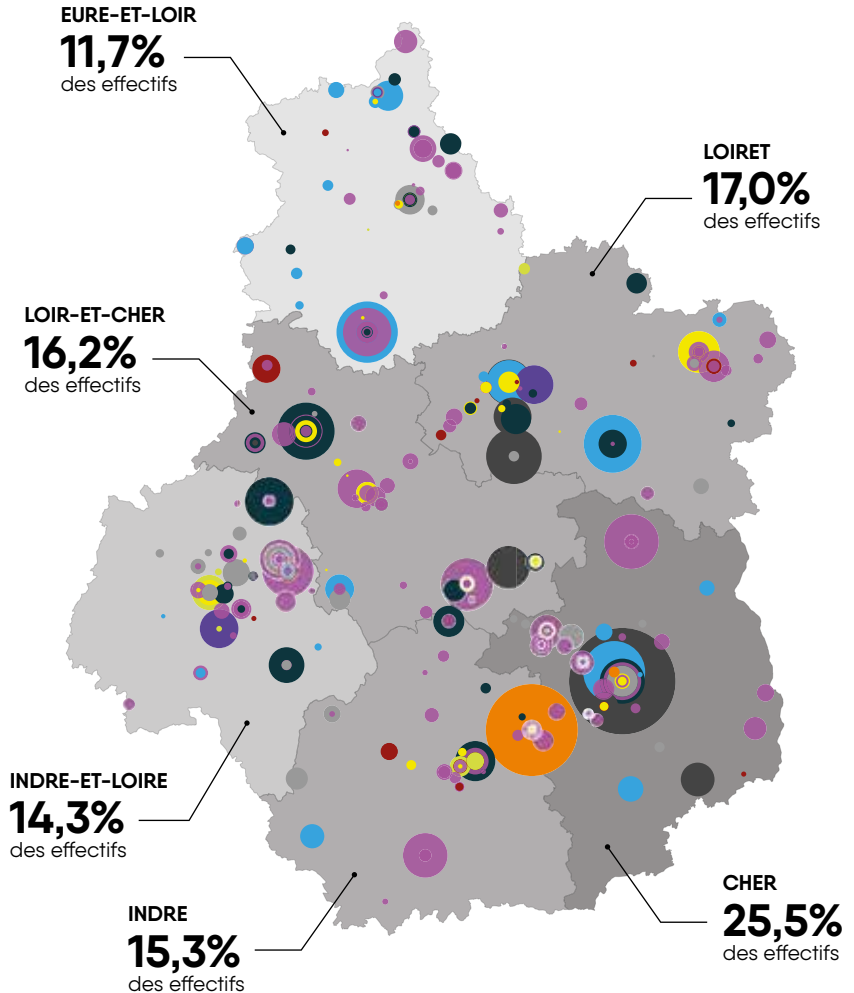 EURE-ET-LOIR
11,7%
des effectifs
LOIRET
17,0%
des effectifs
LOIR-ET-CHER
16,2%
des effectifs
INDRE-ET-LOIRE
14,3%
des effectifs
INDRE
15,3%
des effectifs
CHER
25,5%
des effectifs